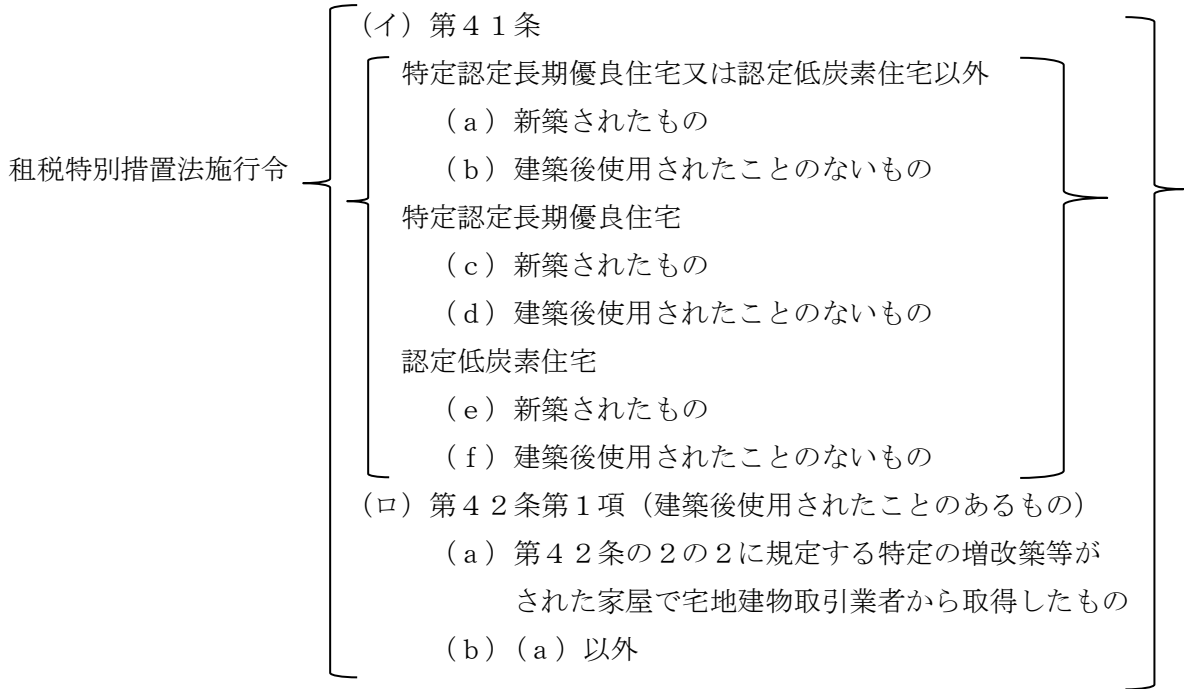 （イ）第４１条
特定認定長期優良住宅又は認定低炭素住宅以外
（ａ）新築されたもの
租税特別措置法施行令
（ｂ）建築後使用されたことのないもの
特定認定長期優良住宅
（ｃ）新築されたもの
（ｄ）建築後使用されたことのないもの
認定低炭素住宅
（ｅ）新築されたもの
（ｆ）建築後使用されたことのないもの
（ロ）第４２条第１項（建築後使用されたことのあるもの）
（ａ）第４２条の２の２に規定する特定の増改築等が
された家屋で宅地建物取引業者から取得したもの
（ｂ）（ａ）以外